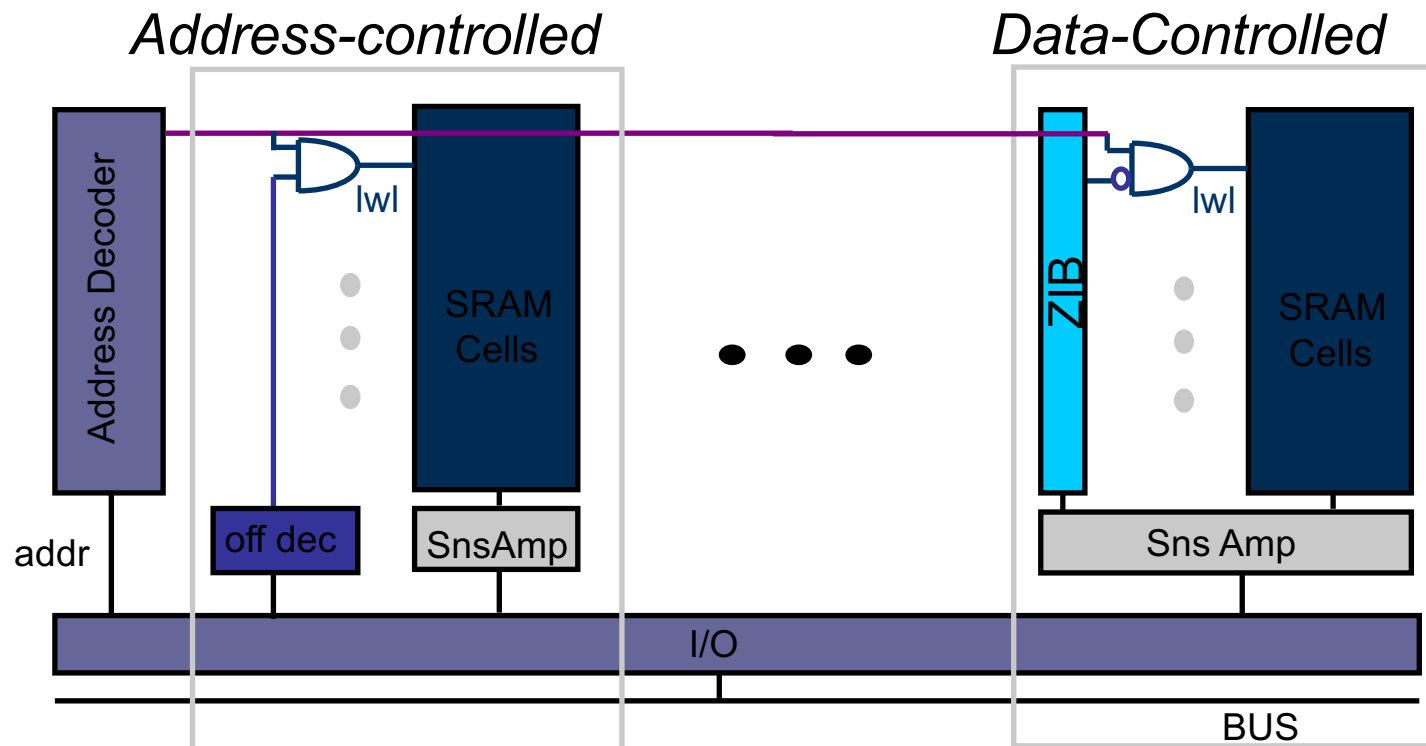 Address-controlled
Data-Controlled
Address Decoder
lwl
SRAM
Cells
ZIB
lwl
SRAM
Cells
off dec
SnsAmp
Sns Amp
addr
I/O
BUS